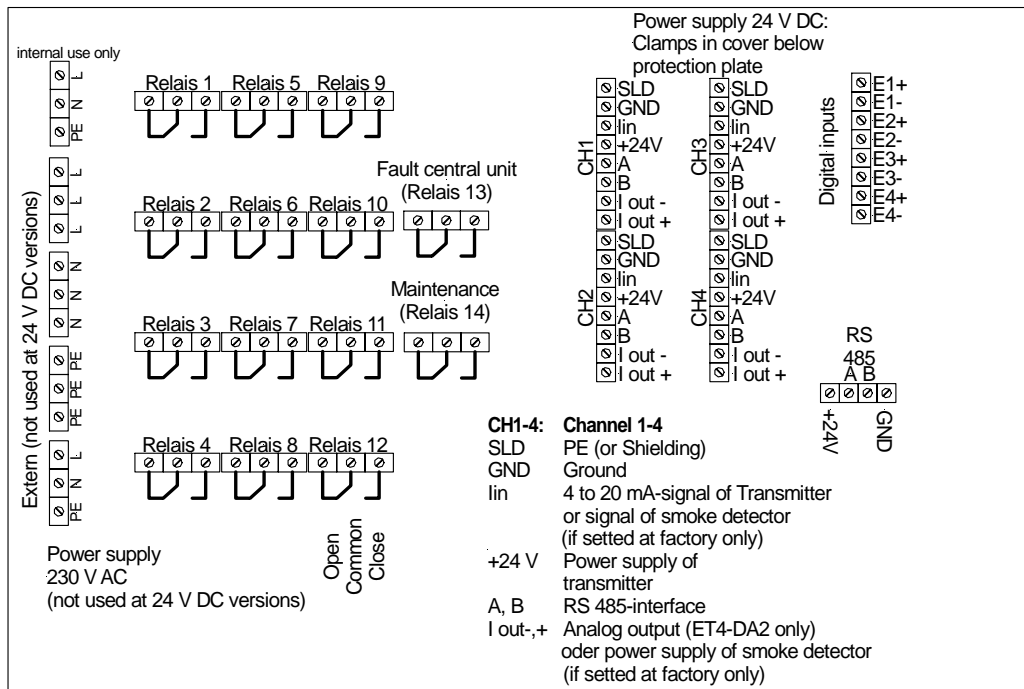 Power supply 24 V DC:
Clamps in cover below
protection plate
internal use only
L
N
PE
L
L
L
N
N
N
PE
PE
PE
L
N
PE
Extern (not used at 24 V DC versions)
Relais 1 Relais 5 Relais 9
Fault central unit
(Relais 13)
Relais 2 Relais 6 Relais 10
Maintenance
(Relais 14)
Relais 3 Relais 7 Relais 11
Relais 4 Relais 8 Relais 12
Open
Common
Close
Power supply
230 V AC
(not used at 24 V DC versions)
CH1
SLD
GND
Iin
+24V
A
B
I out -
I out +
CH2
SLD
GND
Iin
+24V
A
B
I out -
I out +
CH3
SLD
GND
Iin
+24V
A
B
I out -
I out +
CH4
SLD
GND
Iin
+24V
A
B
I out -
I out +
Digital inputs
E1+
E1-
E2+
E2-
E3+
E3-
E4+
E4-
RS
485
A B
+24V
GND
CH1-4: Channel 1-4
SLD PE (or Shielding)
GND Ground
Iin 4 to 20 mA-signal of Transmitter
or signal of smoke detector
(if setted at factory only)
+24 V Power supply of
transmitter
A, B RS 485-interface
I out-,+ Analog output (ET4-DA2 only)
oder power supply of smoke detector
(if setted at factory only)